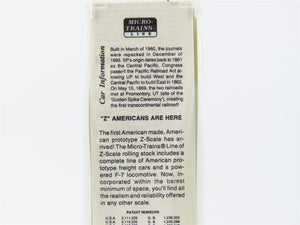 MICRO-
TRAINS
LINE
Car Information
Built in March of 1960, the journals
were repacked in December of
1965. SP's origin dates back to 1861
as the Central Pacific. Congress
passed the Pacific Railroad Act al-
lowing UP to build West and the
Central Pacific to build East in 1862.
On May 10, 1869, the two railroads
met at Promontory, UT (site of the
'Golden Spike Ceremony'), creating
the first transcontinental railroad!
"Z" AMERICANS ARE HERE
The first American made, Ameri-
can prototype Z-Scale has arriv-
ed. The Micro-Trains® Line of
Z-Scale rolling stock includes a
complete line of American pro-
totype freight cars and a pow-
ered F-7 locomotive. Now, incor-
porated within the barest
minimum of space, you'll find all
the realism and reliability offered
in any other scale.
PATENT NUMBERS